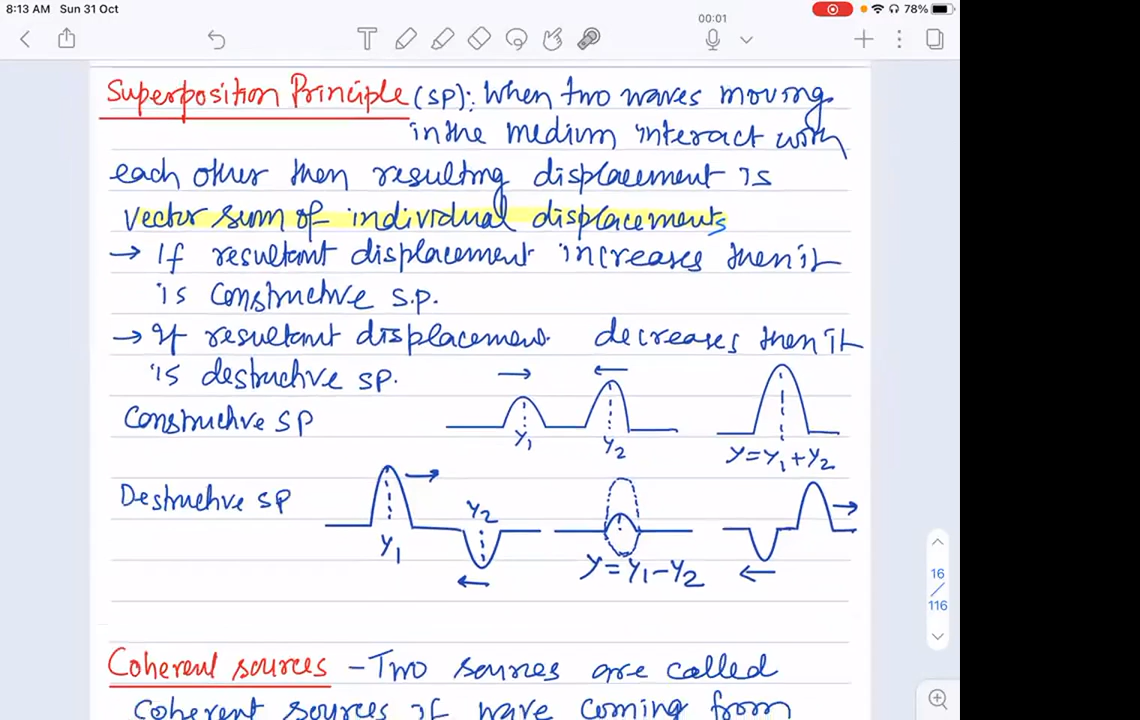 8:13 AM Sun 31 Oct
78%
00:01
Superposition Principle (SP): When two waves moving
in the medium interact with
each other then resulting displacement is
vector sum of individual displacements
→ If resultant displacement increases then it
is constructive s.p.
→ If resultant displacement decreases then it
is destructive sp.
Constructive SP
y1
y2
y=y1+y2
Destructive SP
y1
y2
y=y1-y2
16
/
116
Coherent sources - Two sources are called
coherent sources if wave coming from